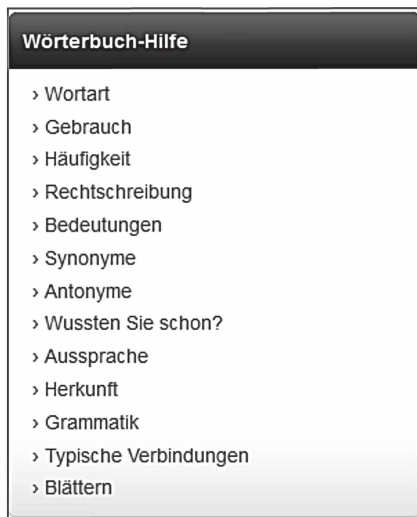 Wörterbuch-Hilfe
› Wortart
› Gebrauch
› Häufigkeit
› Rechtschreibung
› Bedeutungen
› Synonyme
› Antonyme
› Wussten Sie schon?
› Aussprache
› Herkunft
› Grammatik
› Typische Verbindungen
› Blättern